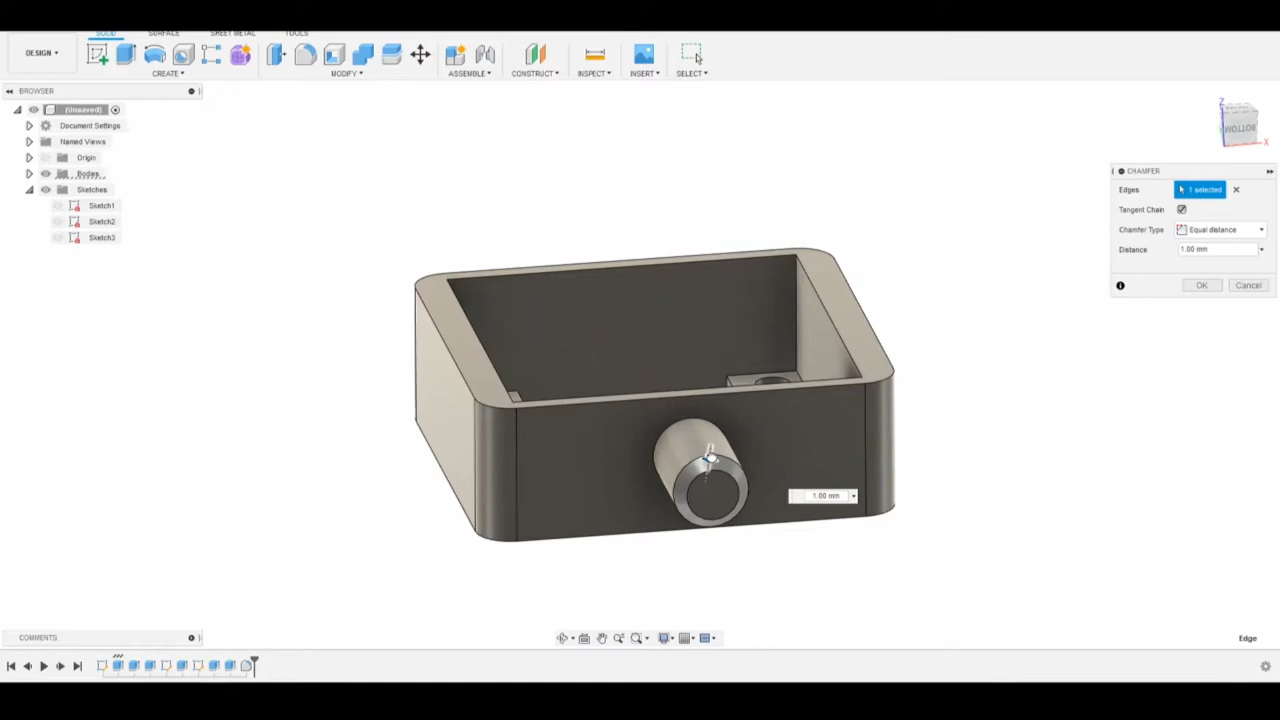 SOLID SURFACE SHEET METAL TOOLS
DESIGN
CREATE MODIFY ASSEMBLE CONSTRUCT INSPECT INSERT SELECT
BROWSER
(Unsaved)
Document Settings
Named Views
Origin
Bodies
Sketches
Sketch1
Sketch2
Sketch3
Z
X
BOTTOM
CHAMFER
Edges 1 selected
Tangent Chain
Chamfer Type Equal distance
Distance 1.00 mm
OK Cancel
1.00 mm
COMMENTS
Edge